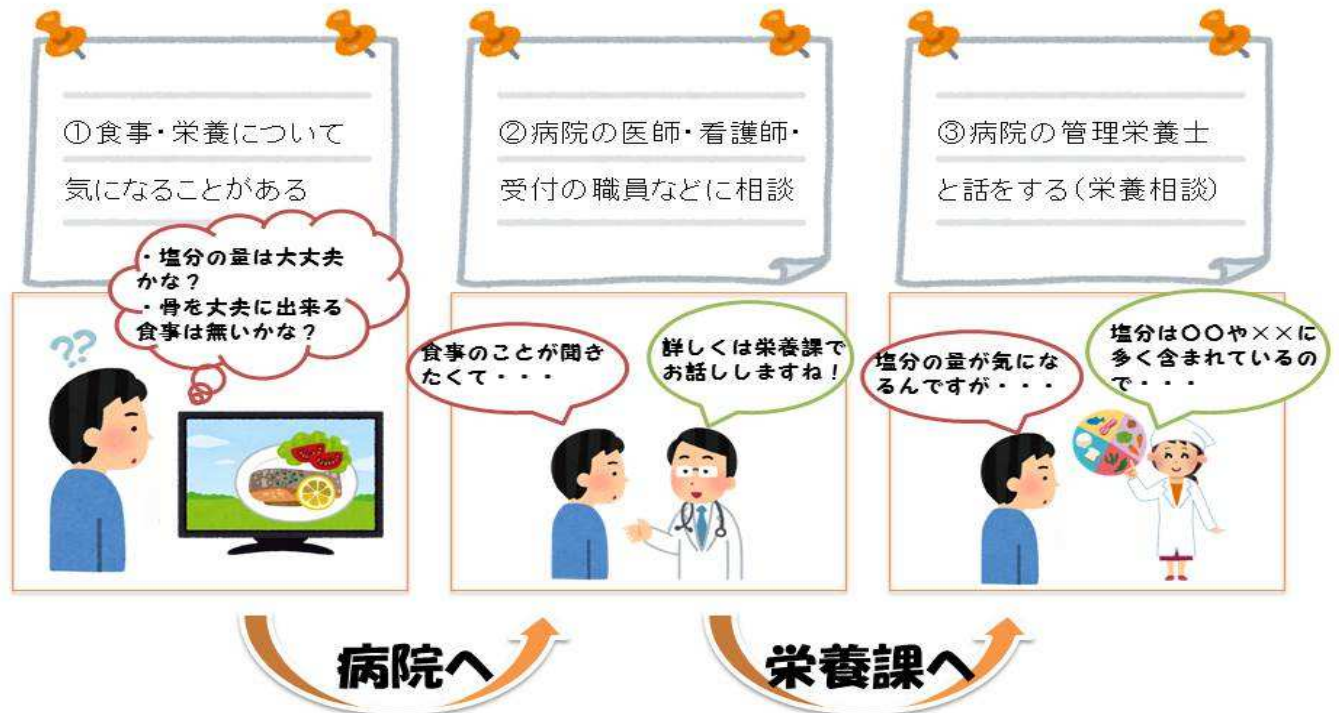 ①食事・栄養について
気になることがある
・塩分の量は大丈夫
かな？
・骨を丈夫に出来る
食事は無いかな？
??
②病院の医師・看護師・
受付の職員などに相談
食事のことが聞き
たくて・・・
詳しくは栄養課で
お話ししますね！
③病院の管理栄養士
と話をする（栄養相談）
塩分の量が気にな
るんですが・・・
塩分は〇〇や××に
多く含まれているの
で・・・
病院へ
栄養課へ